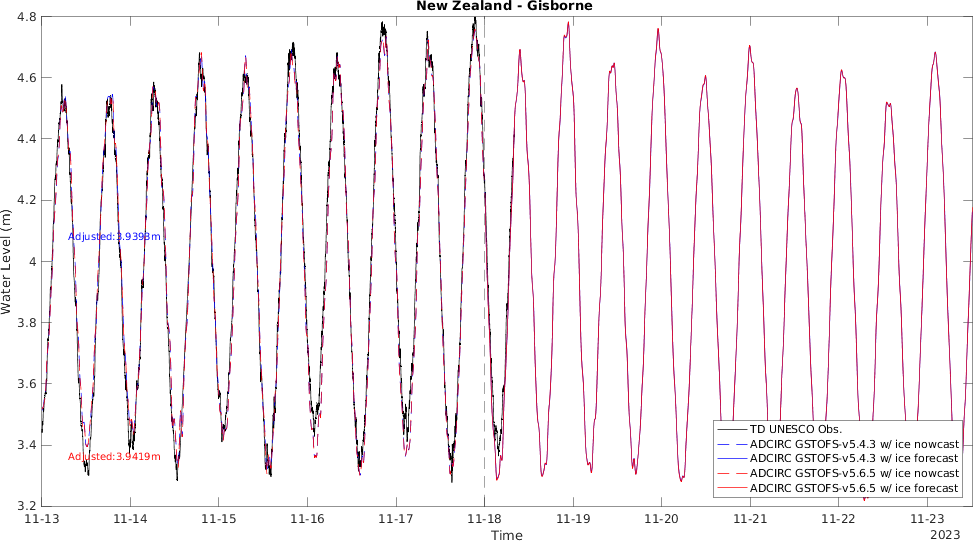 New Zealand - Gisborne
4.8
4.6
4.4
4.2
4
3.8
3.6
3.4
3.2
Water Level (m)
Adjusted:3.9393m
Adjusted:3.9419m
TD UNESCO Obs.
ADCIRC GSTOFS-v5.4.3 w/ ice nowcast
ADCIRC GSTOFS-v5.4.3 w/ ice forecast
ADCIRC GSTOFS-v5.6.5 w/ ice nowcast
ADCIRC GSTOFS-v5.6.5 w/ ice forecast
11-13 11-14 11-15 11-16 11-17 11-18 11-19 11-20 11-21 11-22 11-23
Time
2023